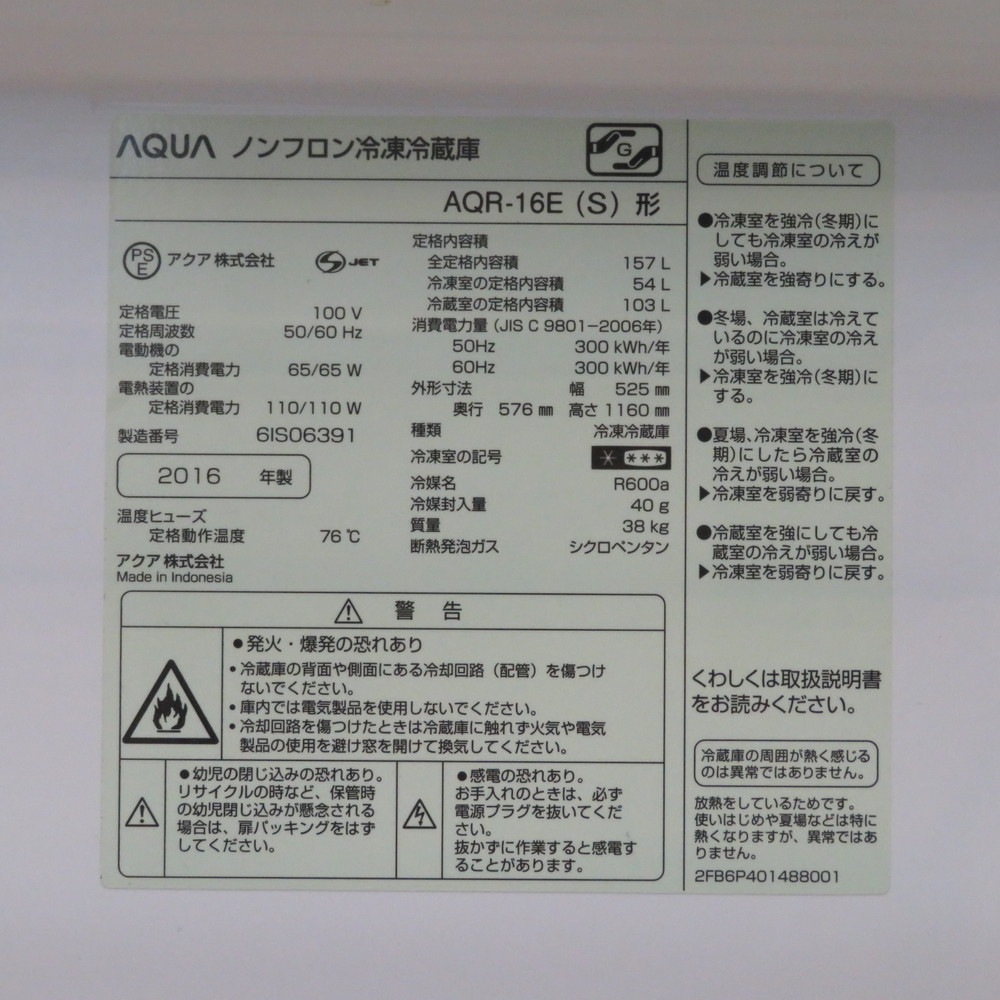 AQUA ノンフロン冷凍冷蔵庫
G
AQR-16E (S) 形
PS
E
アクア株式会社
S JET
定格電圧 100 V
定格周波数 50/60 Hz
電動機の
定格消費電力 65/65 W
電熱装置の
定格消費電力 110/110 W
製造番号 6IS06391
2016 年製
温度ヒューズ
定格動作温度 76℃
アクア株式会社
Made in Indonesia
定格内容積
全定格内容積 157 L
冷凍室の定格内容積 54 L
冷蔵室の定格内容積 103 L
消費電力量 (JIS C 9801-2006年)
50Hz 300 kWh/年
60Hz 300 kWh/年
外形寸法 幅 525 mm
奥行 576 mm 高さ 1160 mm
種類 冷凍冷蔵庫
冷凍室の記号
冷媒名 R600a
冷媒封入量 40 g
質量 38 kg
断熱発泡ガス シクロペンタン
⚠ 警 告
●発火・爆発の恐れあり
・冷蔵庫の背面や側面にある冷却回路（配管）を傷つけ
ないでください。
・庫内では電気製品を使用しないでください。
・冷却回路を傷つけたときは冷蔵庫に触れず火気や電気
製品の使用を避け窓を開けて換気してください。
●幼児の閉じ込みの恐れあり。
リサイクルの時など、保管時
の幼児閉じ込みが懸念される
場合は、扉パッキングをはず
してください。
●感電の恐れあり。
お手入れのときは、必ず
電源プラグを抜いてくだ
さい。
抜かずに作業すると感電す
ることがあります。
温度調節について
●冷凍室を強冷(冬期)に
しても冷凍室の冷えが
弱い場合。
▶冷蔵室を強寄りにする。
●冬場、冷蔵室は冷えて
いるのに冷凍室の冷え
が弱い場合。
▶冷凍室を強冷(冬期)に
する。
●夏場、冷凍室を強冷(冬
期)にしたら冷蔵室の
冷えが弱い場合。
▶冷凍室を弱寄りに戻す。
●冷蔵室を強にしても冷
蔵室の冷えが弱い場合。
▶冷凍室を弱寄りに戻す。
くわしくは取扱説明書
をお読みください。
冷蔵庫の周囲が熱く感じる
のは異常ではありません。
放熱をしているためです。
使いはじめや夏場などは特に
熱くなりますが、異常ではあ
りません。
2FB6P401488001